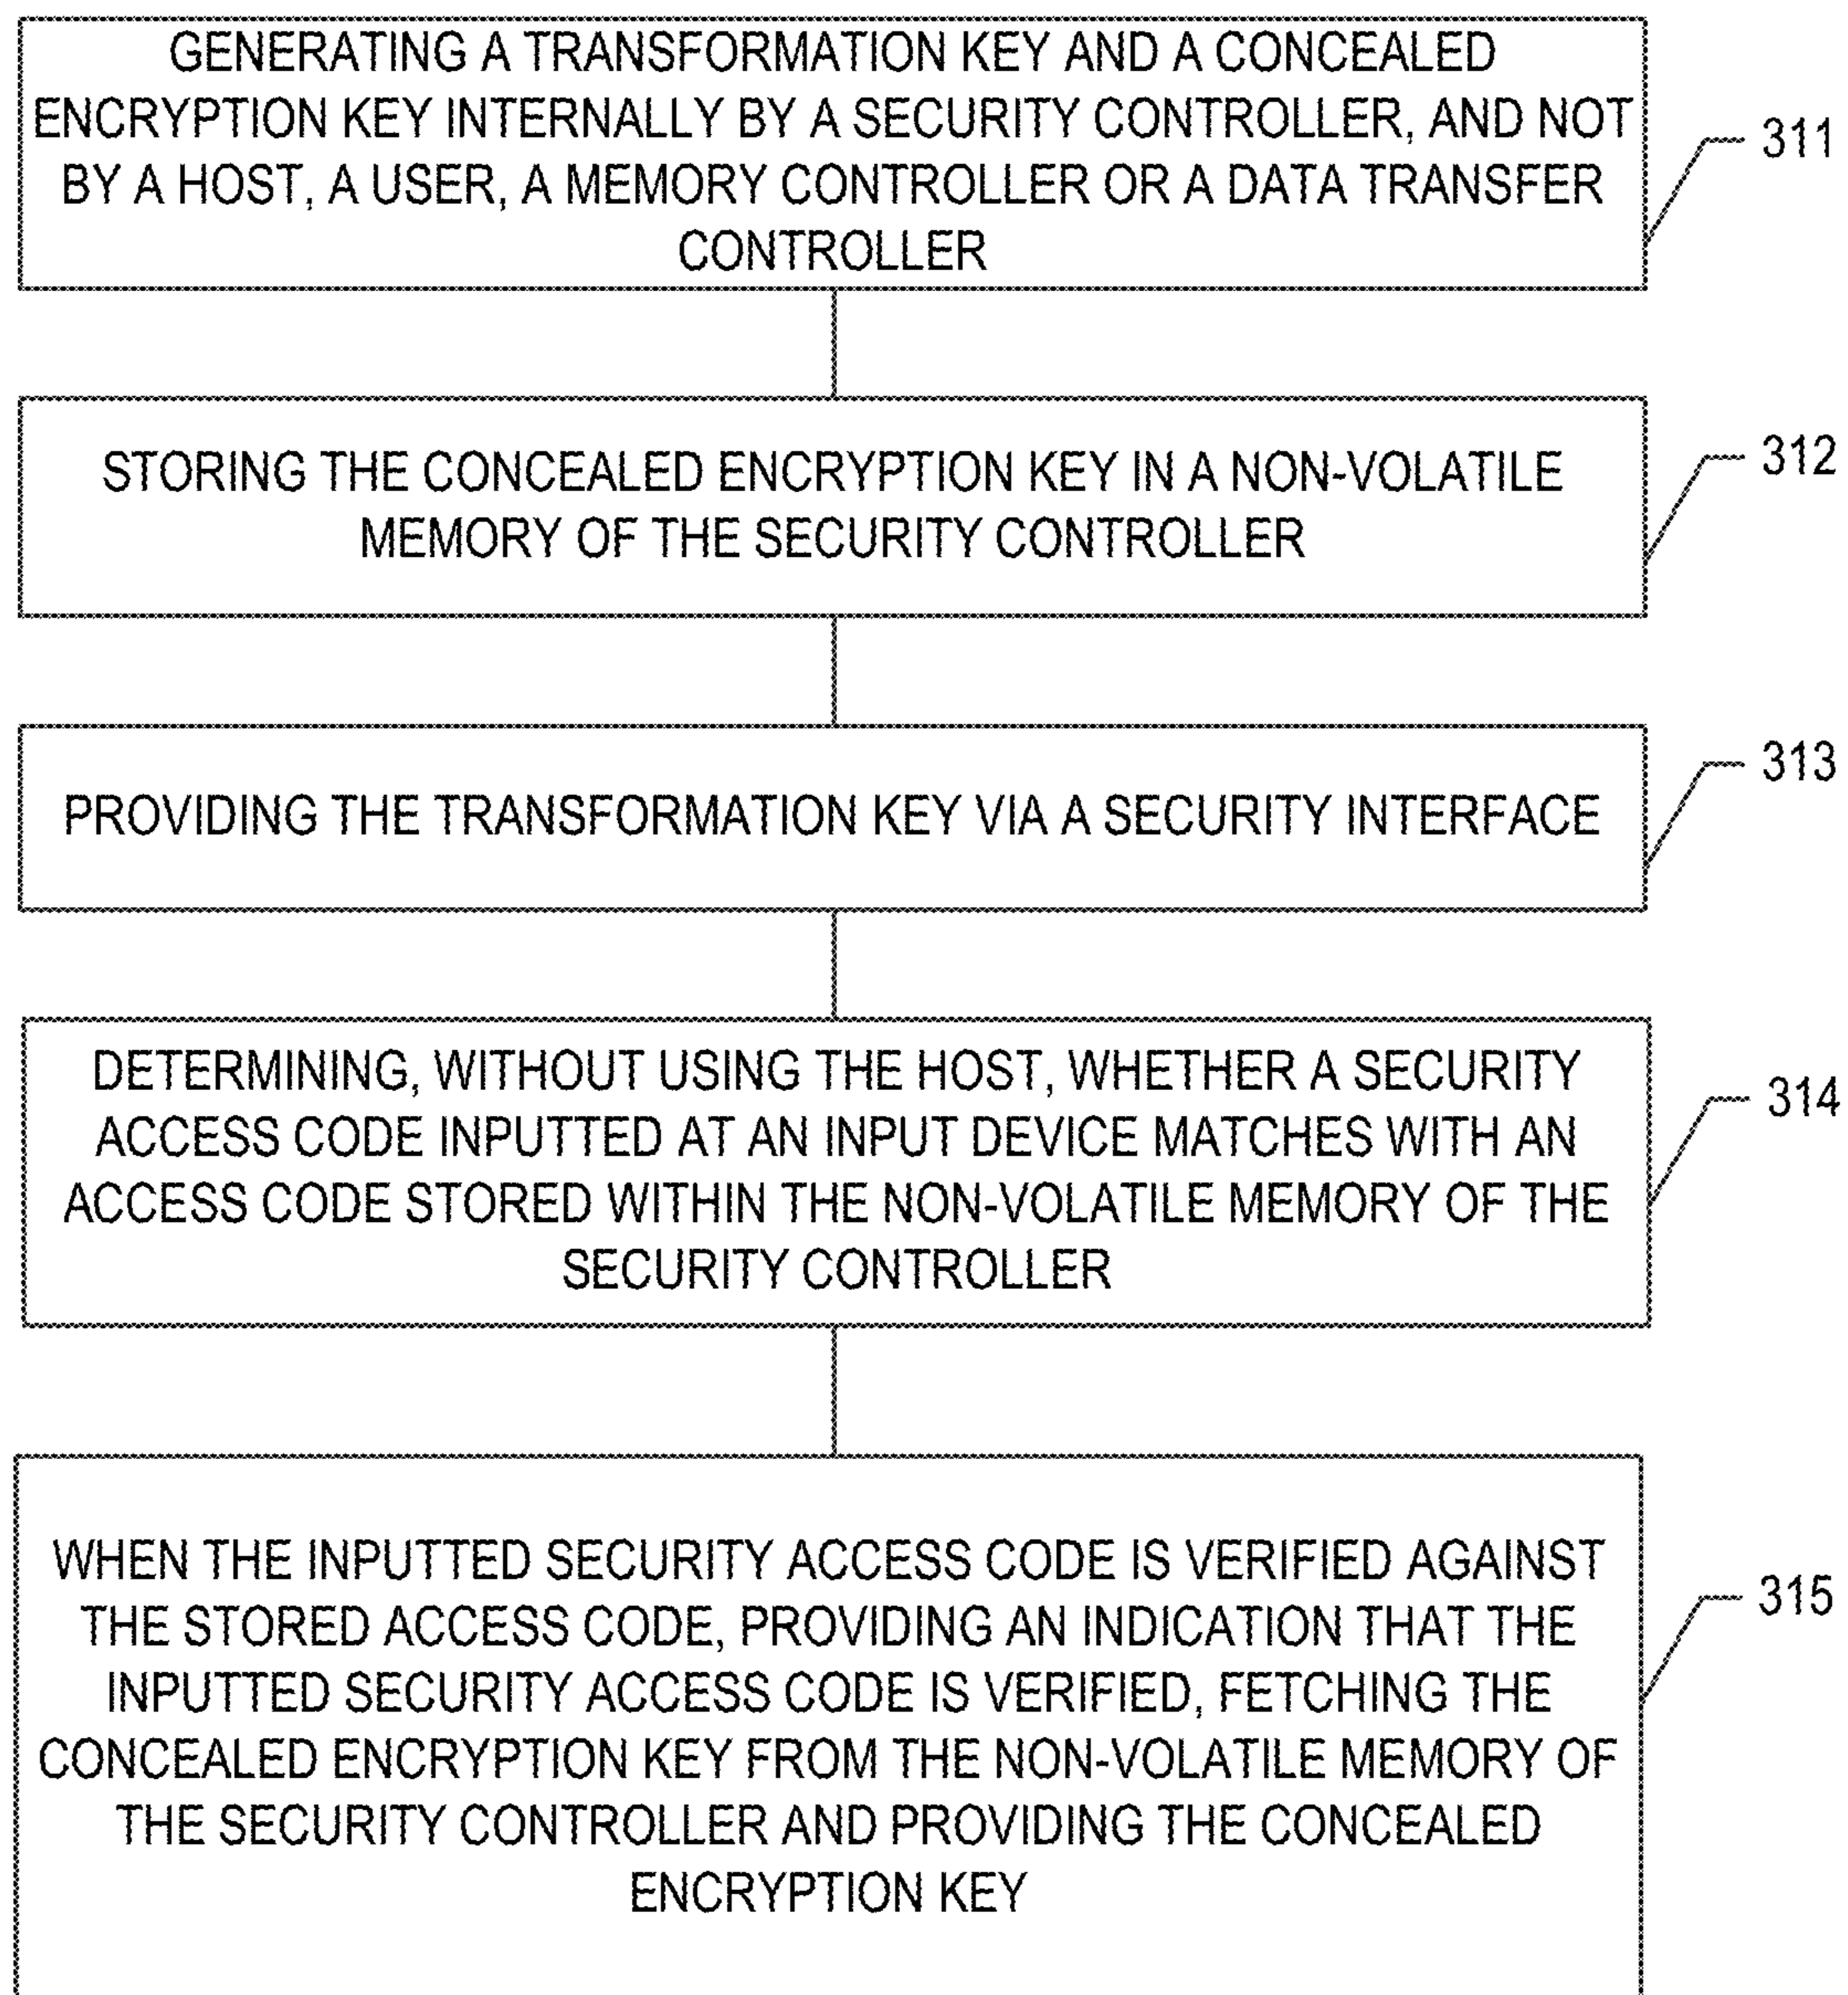 GENERATING A TRANSFORMATION KEY AND A CONCEALED
ENCRYPTION KEY INTERNALLY BY A SECURITY CONTROLLER, AND NOT
BY A HOST, A USER, A MEMORY CONTROLLER OR A DATA TRANSFER
CONTROLLER
311
STORING THE CONCEALED ENCRYPTION KEY IN A NON-VOLATILE
MEMORY OF THE SECURITY CONTROLLER
312
PROVIDING THE TRANSFORMATION KEY VIA A SECURITY INTERFACE
313
DETERMINING, WITHOUT USING THE HOST, WHETHER A SECURITY
ACCESS CODE INPUTTED AT AN INPUT DEVICE MATCHES WITH AN
ACCESS CODE STORED WITHIN THE NON-VOLATILE MEMORY OF THE
SECURITY CONTROLLER
314
WHEN THE INPUTTED SECURITY ACCESS CODE IS VERIFIED AGAINST
THE STORED ACCESS CODE, PROVIDING AN INDICATION THAT THE
INPUTTED SECURITY ACCESS CODE IS VERIFIED, FETCHING THE
CONCEALED ENCRYPTION KEY FROM THE NON-VOLATILE MEMORY OF
THE SECURITY CONTROLLER AND PROVIDING THE CONCEALED
ENCRYPTION KEY
315